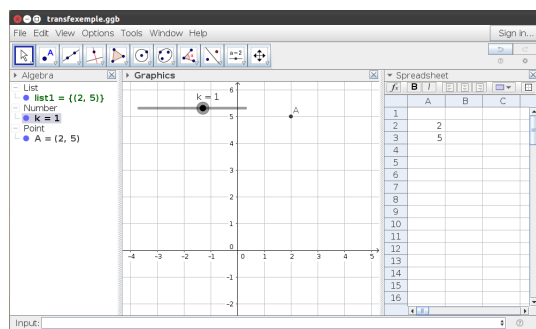 transfexemple.ggb
File Edit View Options Tools Window Help
Sign in...
A
a=2
Algebra
List
list1 = {(2, 5)}
Number
k = 1
Point
A = (2, 5)
Graphics
k = 1
A
6
5
4
3
2
1
0
-1
-2
-4 -3 -2 -1 0 1 2 3 4 5
Spreadsheet
fx B I
A B C
1
2 2
3 5
4
5
6
7
8
9
10
11
12
13
14
15
16
Input: